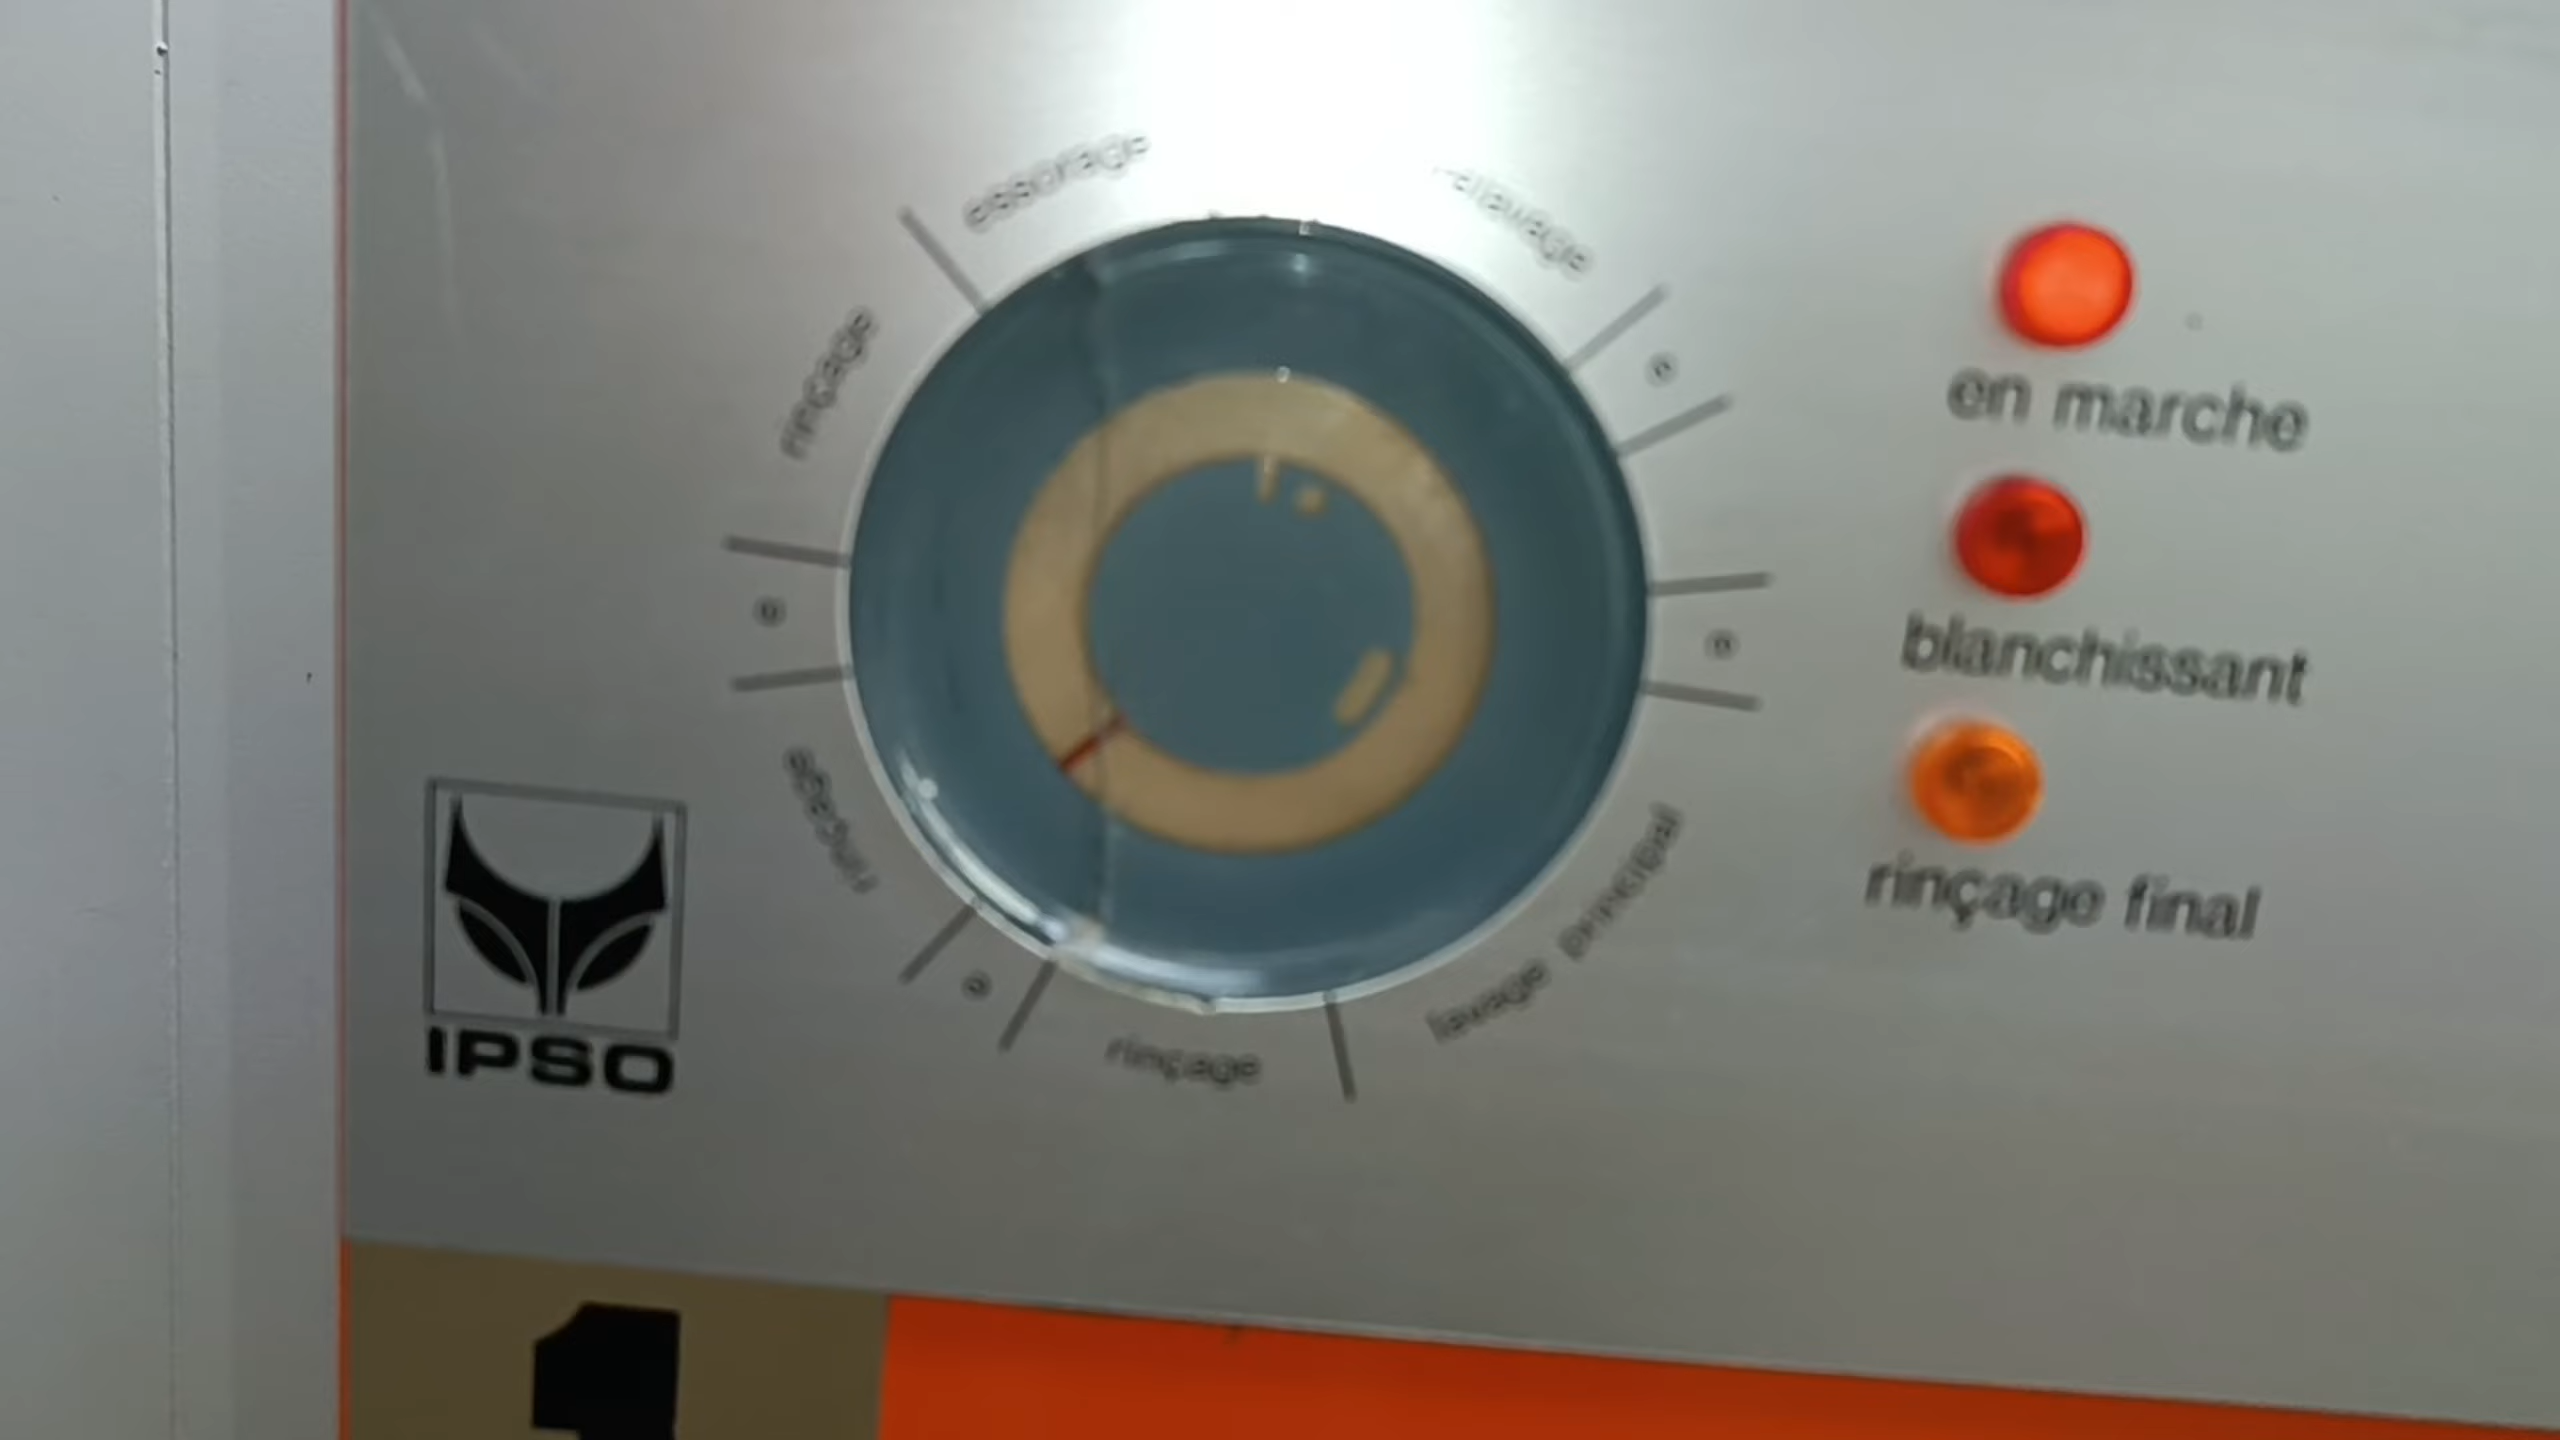 essorage
rinçage
e
e
e
rinçage
e
rinçage
lavage principal
en marche
blanchissant
rinçage final
IPSO
1